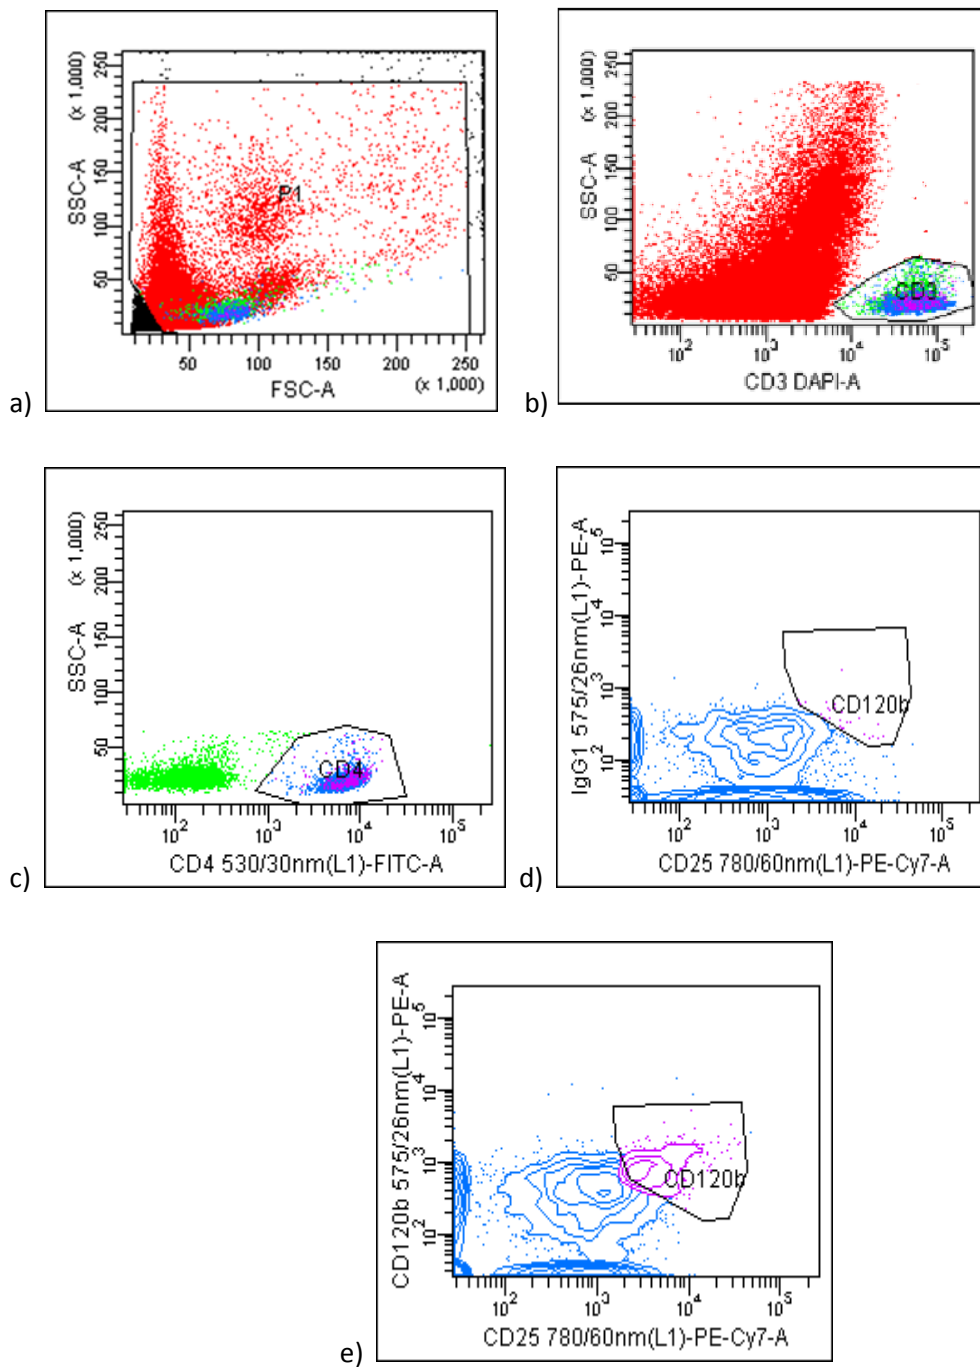 250
200
150
100
50
(x 1,000)
SSC-A
P1
50 100 150 200 250
FSC-A (x 1,000)
a)
250
200
150
100
50
(x 1,000)
SSC-A
CD3
10^2 10^3 10^4 10^5
CD3 DAPI-A
b)
250
200
150
100
50
(x 1,000)
SSC-A
CD4
10^2 10^3 10^4 10^5
CD4 530/30nm(L1)-FITC-A
c)
10^5
10^4
10^3
10^2
IgG1 575/26nm(L1)-PE-A
CD120b
10^2 10^3 10^4 10^5
CD25 780/60nm(L1)-PE-Cy7-A
d)
10^5
10^4
10^3
10^2
CD120b 575/26nm(L1)-PE-A
CD120b
10^2 10^3 10^4 10^5
CD25 780/60nm(L1)-PE-Cy7-A
e)